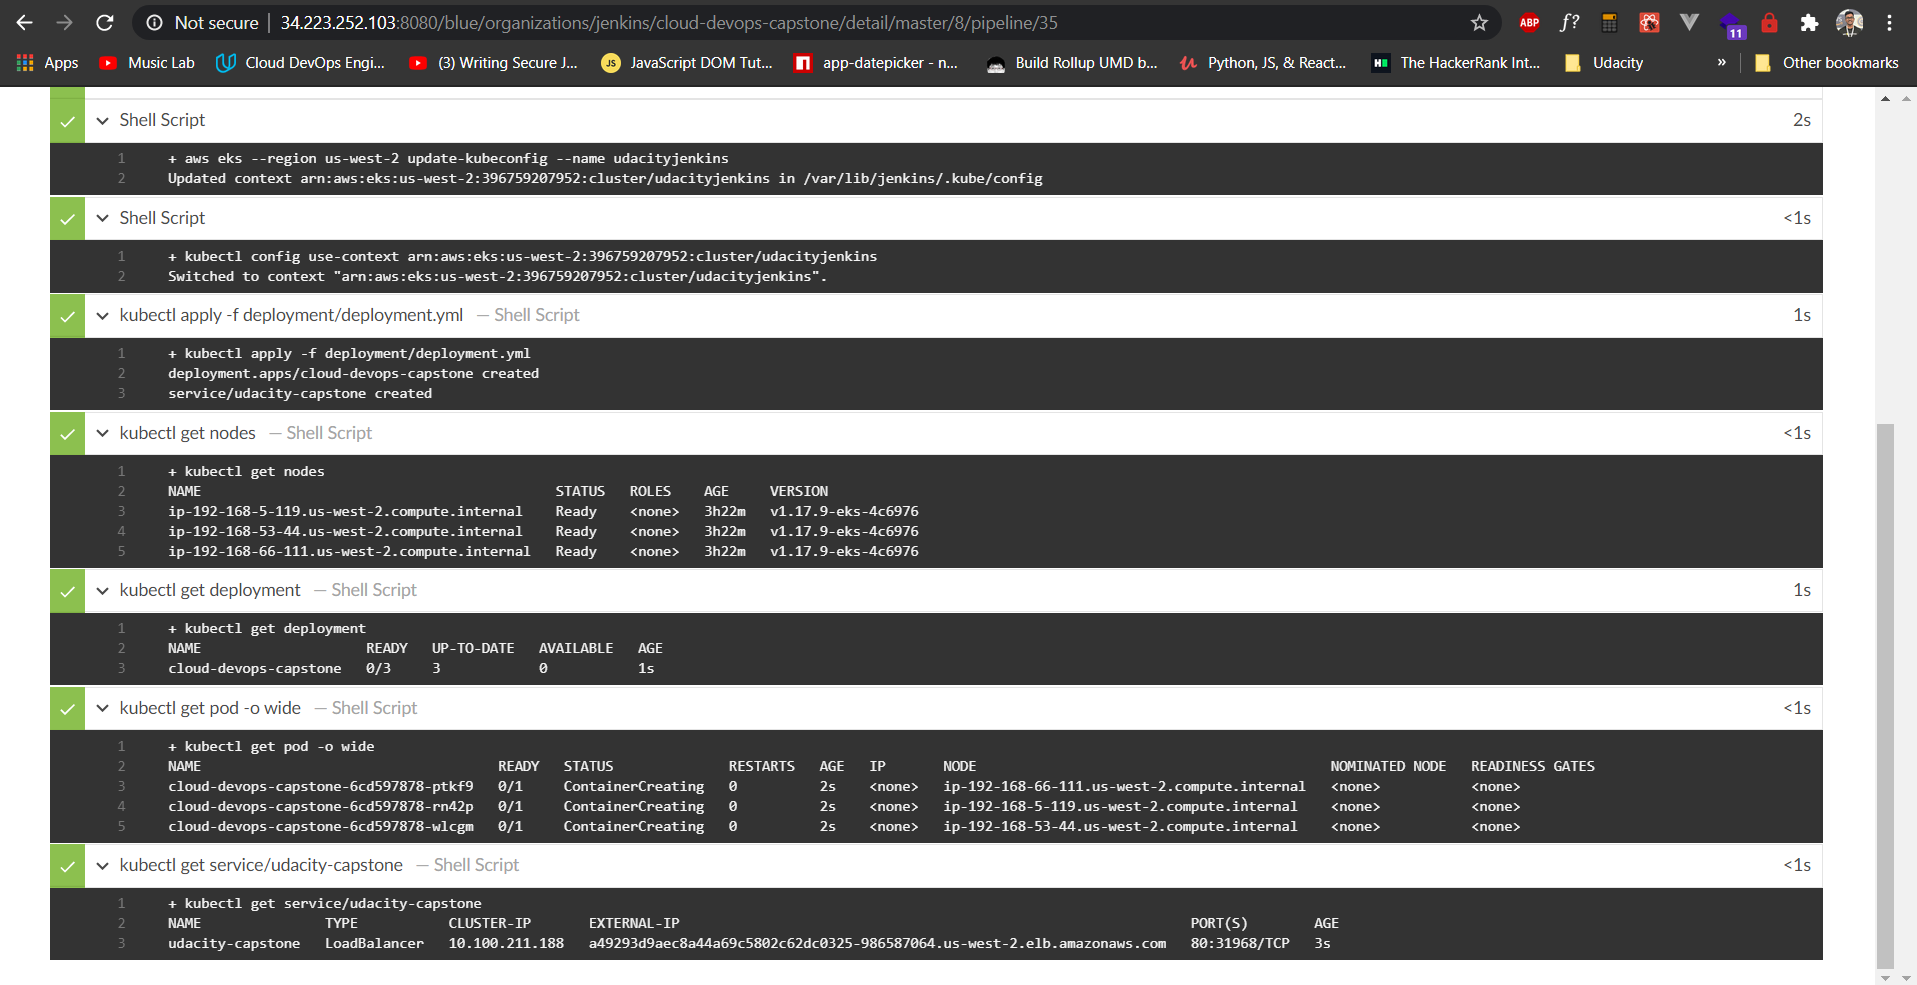 Not secure | 34.223.252.103:8080/blue/organizations/jenkins/cloud-devops-capstone/detail/master/8/pipeline/35
ABP f? 11
Apps Music Lab Cloud DevOps Engi... (3) Writing Secure J... JS JavaScript DOM Tut... app-datepicker - n... Build Rollup UMD b... Python, JS, & React... The HackerRank Int... Udacity » Other bookmarks
Shell Script 2s
1 + aws eks --region us-west-2 update-kubeconfig --name udacityjenkins
2 Updated context arn:aws:eks:us-west-2:396759207952:cluster/udacityjenkins in /var/lib/jenkins/.kube/config
Shell Script <1s
1 + kubectl config use-context arn:aws:eks:us-west-2:396759207952:cluster/udacityjenkins
2 Switched to context "arn:aws:eks:us-west-2:396759207952:cluster/udacityjenkins".
kubectl apply -f deployment/deployment.yml — Shell Script 1s
1 + kubectl apply -f deployment/deployment.yml
2 deployment.apps/cloud-devops-capstone created
3 service/udacity-capstone created
kubectl get nodes — Shell Script <1s
1 + kubectl get nodes
2 NAME STATUS ROLES AGE VERSION
3 ip-192-168-5-119.us-west-2.compute.internal Ready <none> 3h22m v1.17.9-eks-4c6976
4 ip-192-168-53-44.us-west-2.compute.internal Ready <none> 3h22m v1.17.9-eks-4c6976
5 ip-192-168-66-111.us-west-2.compute.internal Ready <none> 3h22m v1.17.9-eks-4c6976
kubectl get deployment — Shell Script 1s
1 + kubectl get deployment
2 NAME READY UP-TO-DATE AVAILABLE AGE
3 cloud-devops-capstone 0/3 3 0 1s
kubectl get pod -o wide — Shell Script <1s
1 + kubectl get pod -o wide
2 NAME READY STATUS RESTARTS AGE IP NODE NOMINATED NODE READINESS GATES
3 cloud-devops-capstone-6cd597878-ptkf9 0/1 ContainerCreating 0 2s <none> ip-192-168-66-111.us-west-2.compute.internal <none> <none>
4 cloud-devops-capstone-6cd597878-rn42p 0/1 ContainerCreating 0 2s <none> ip-192-168-5-119.us-west-2.compute.internal <none> <none>
5 cloud-devops-capstone-6cd597878-wlcgm 0/1 ContainerCreating 0 2s <none> ip-192-168-53-44.us-west-2.compute.internal <none> <none>
kubectl get service/udacity-capstone — Shell Script <1s
1 + kubectl get service/udacity-capstone
2 NAME TYPE CLUSTER-IP EXTERNAL-IP PORT(S) AGE
3 udacity-capstone LoadBalancer 10.100.211.188 a49293d9aec8a44a69c5802c62dc0325-986587064.us-west-2.elb.amazonaws.com 80:31968/TCP 3s